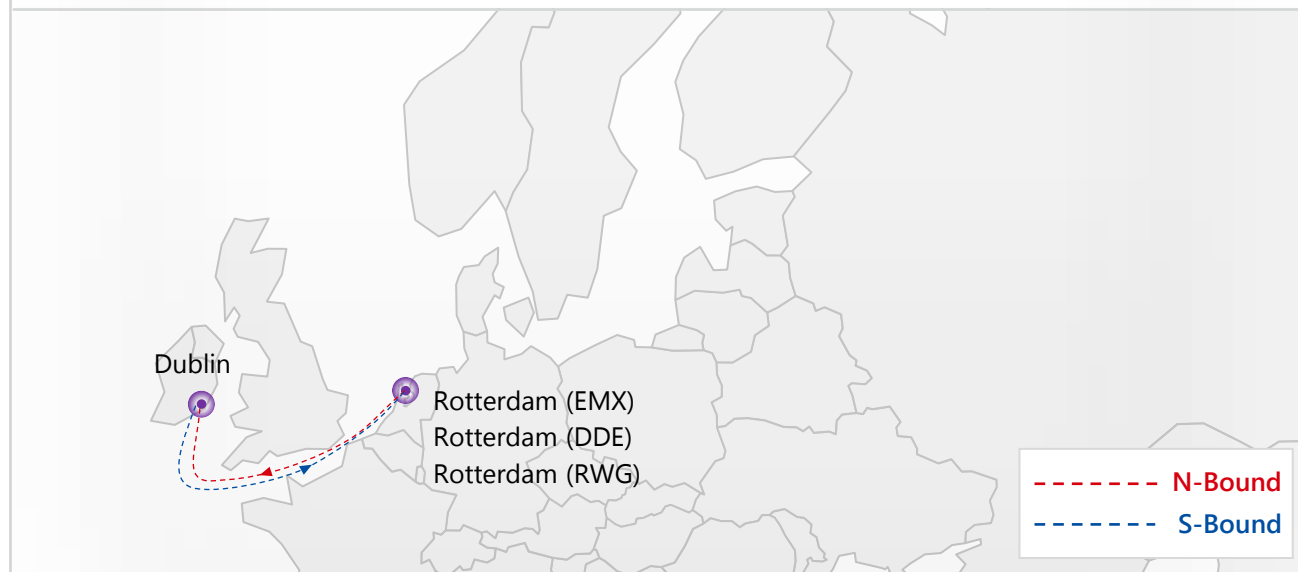 Dublin
Rotterdam (EMX)
Rotterdam (DDE)
Rotterdam (RWG)
N-Bound
S-Bound